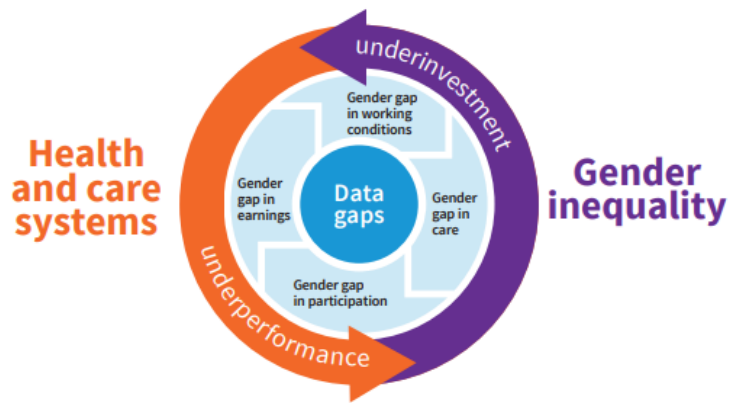 underinvestment
Gender gap
in working
conditions
Health
and care
systems
Gender
gap in
earnings
Data
gaps
Gender
gap in
care
Gender
inequality
Gender gap
in participation
underperformance